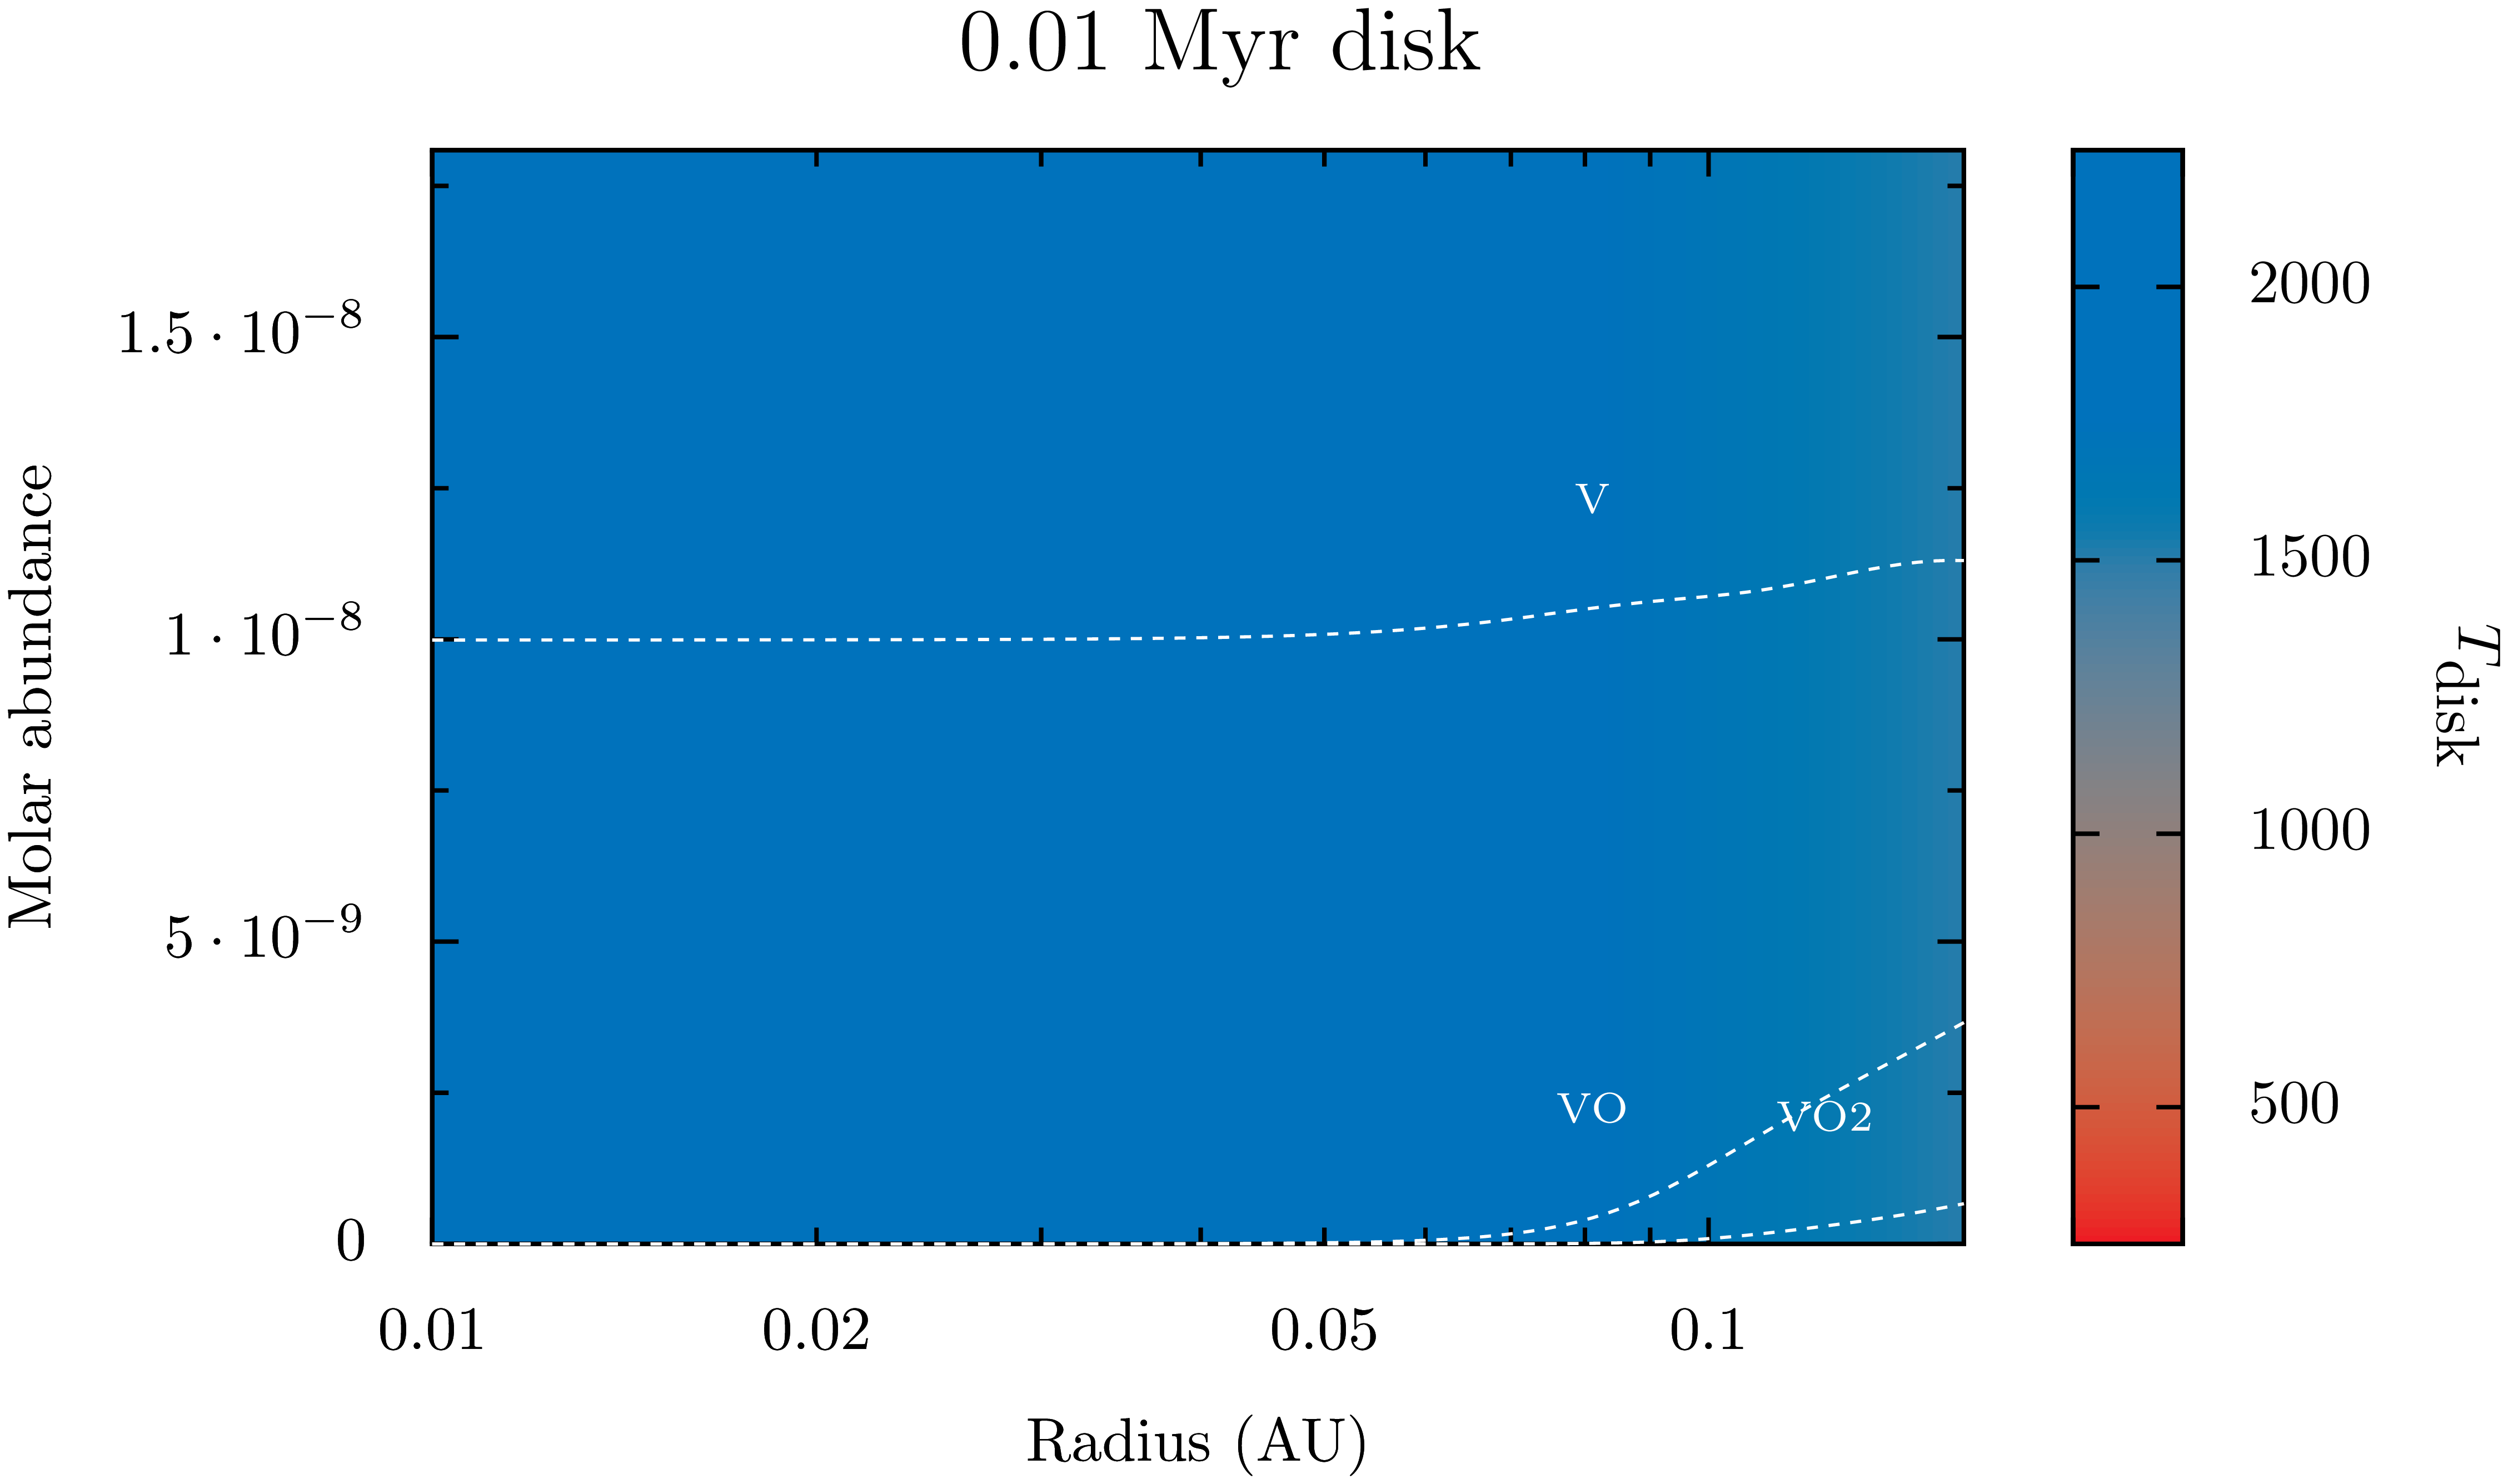 0.01 Myr disk
Molar abundance
1.5 · 10⁻⁸
1 · 10⁻⁸
5 · 10⁻⁹
0
V
VO
VO2
0.01
0.02
0.05
0.1
Radius (AU)
2000
1500
1000
500
T_disk